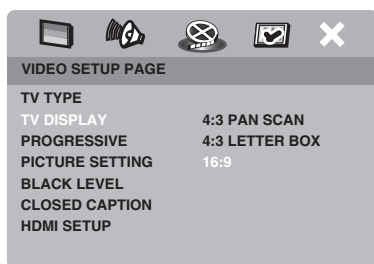 VIDEO SETUP PAGE
TV TYPE
TV DISPLAY 4:3 PAN SCAN
PROGRESSIVE 4:3 LETTER BOX
PICTURE SETTING 16:9
BLACK LEVEL
CLOSED CAPTION
HDMI SETUP